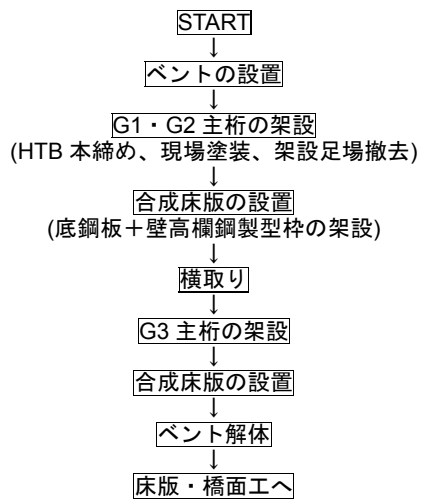 START
↓
ベントの設置
↓
G1・G2 主桁の架設
(HTB 本締め、現場塗装、架設足場撤去)
↓
合成床版の設置
(底鋼板＋壁高欄鋼製型枠の架設)
↓
横取り
↓
G3 主桁の架設
↓
合成床版の設置
↓
ベント解体
↓
床版・橋面工へ